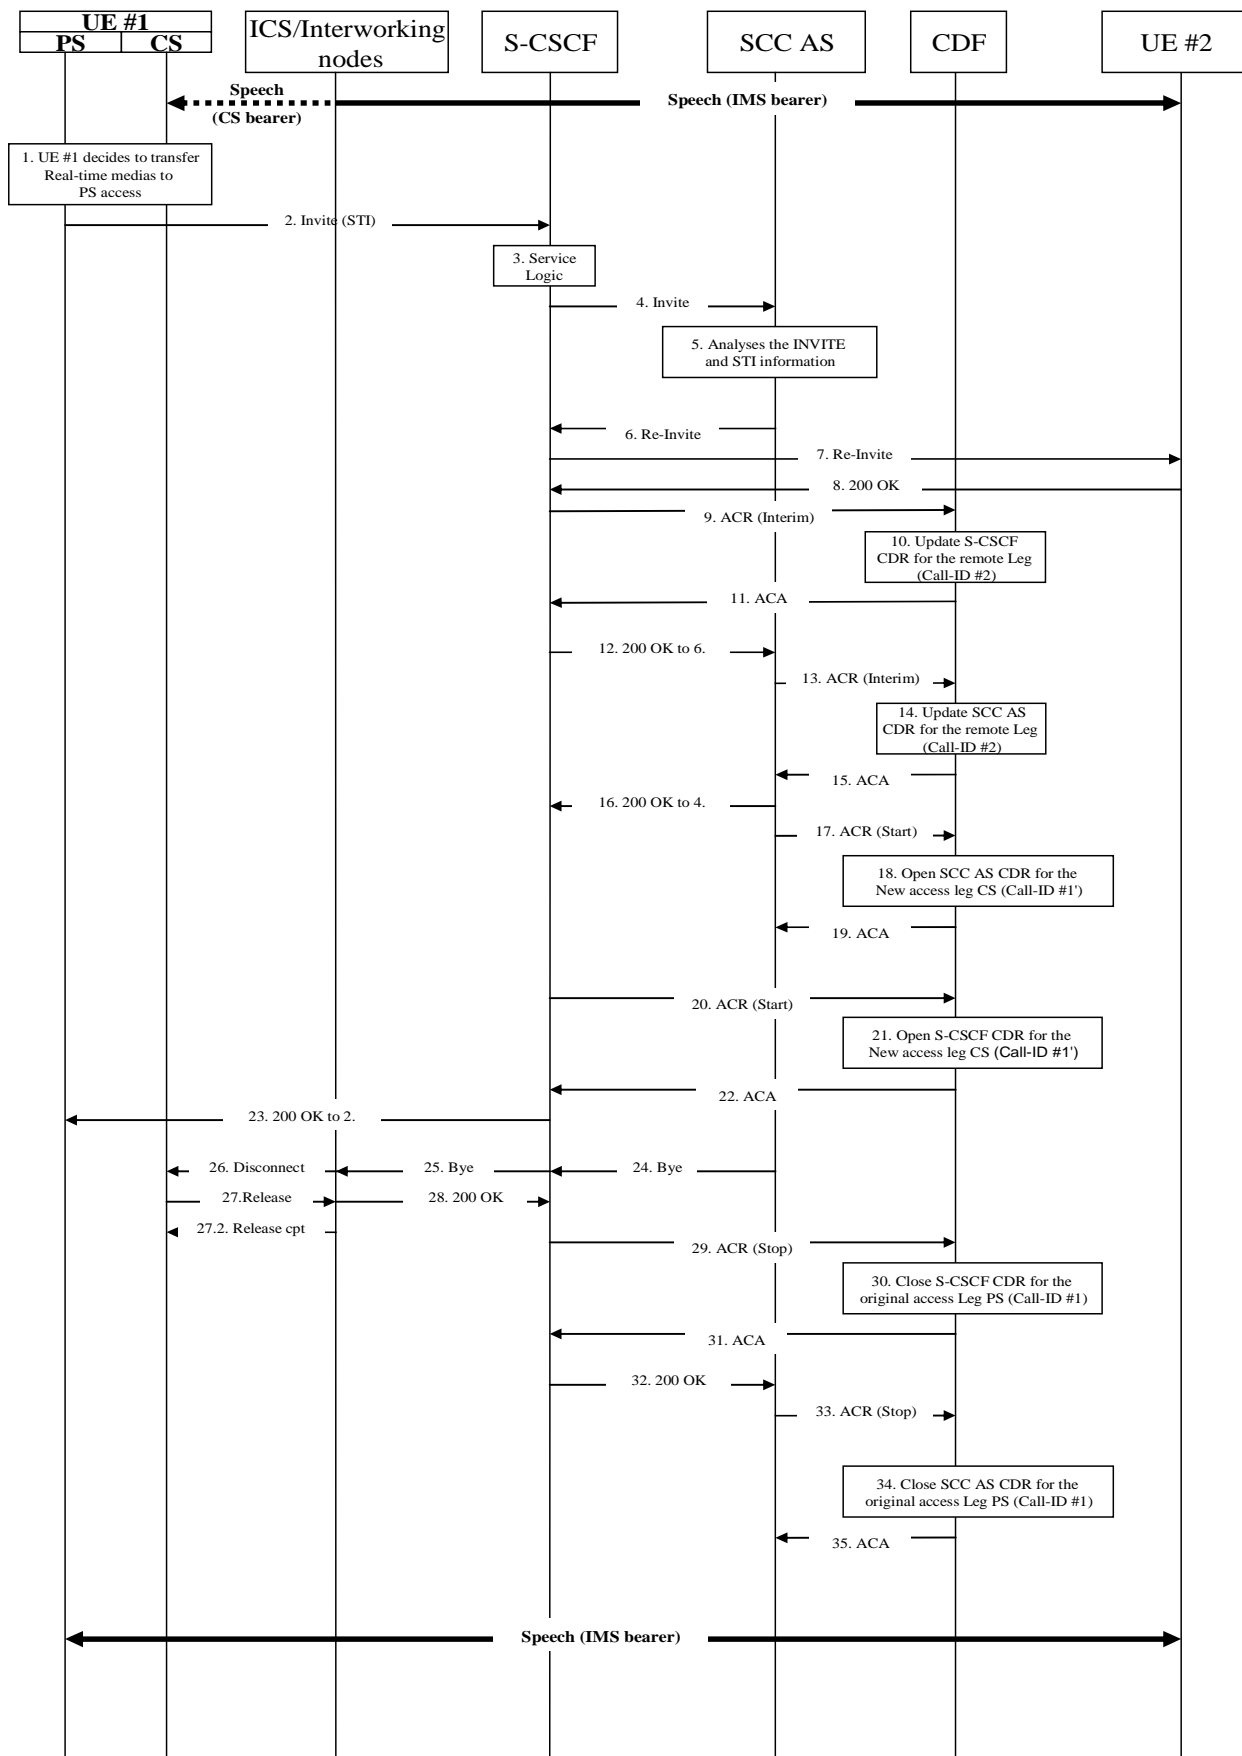 UE #1
PS CS
ICS/Interworking
nodes
S-CSCF
SCC AS
CDF
UE #2
Speech
(CS bearer)
Speech (IMS bearer)
1. UE #1 decides to transfer
Real-time medias to
PS access
2. Invite (STI)
3. Service
Logic
4. Invite
5. Analyses the INVITE
and STI information
6. Re-Invite
7. Re-Invite
8. 200 OK
9. ACR (Interim)
10. Update S-CSCF
CDR for the remote Leg
(Call-ID #2)
11. ACA
12. 200 OK to 6.
13. ACR (Interim)
14. Update SCC AS
CDR for the remote Leg
(Call-ID #2)
15. ACA
16. 200 OK to 4.
17. ACR (Start)
18. Open SCC AS CDR for the
New access leg CS (Call-ID #1')
19. ACA
20. ACR (Start)
21. Open S-CSCF CDR for the
New access leg CS (Call-ID #1')
22. ACA
23. 200 OK to 2.
24. Bye
25. Bye
26. Disconnect
27.Release
28. 200 OK
27.2. Release cpt
29. ACR (Stop)
30. Close S-CSCF CDR for the
original access Leg PS (Call-ID #1)
31. ACA
32. 200 OK
33. ACR (Stop)
34. Close SCC AS CDR for the
original access Leg PS (Call-ID #1)
35. ACA
Speech (IMS bearer)